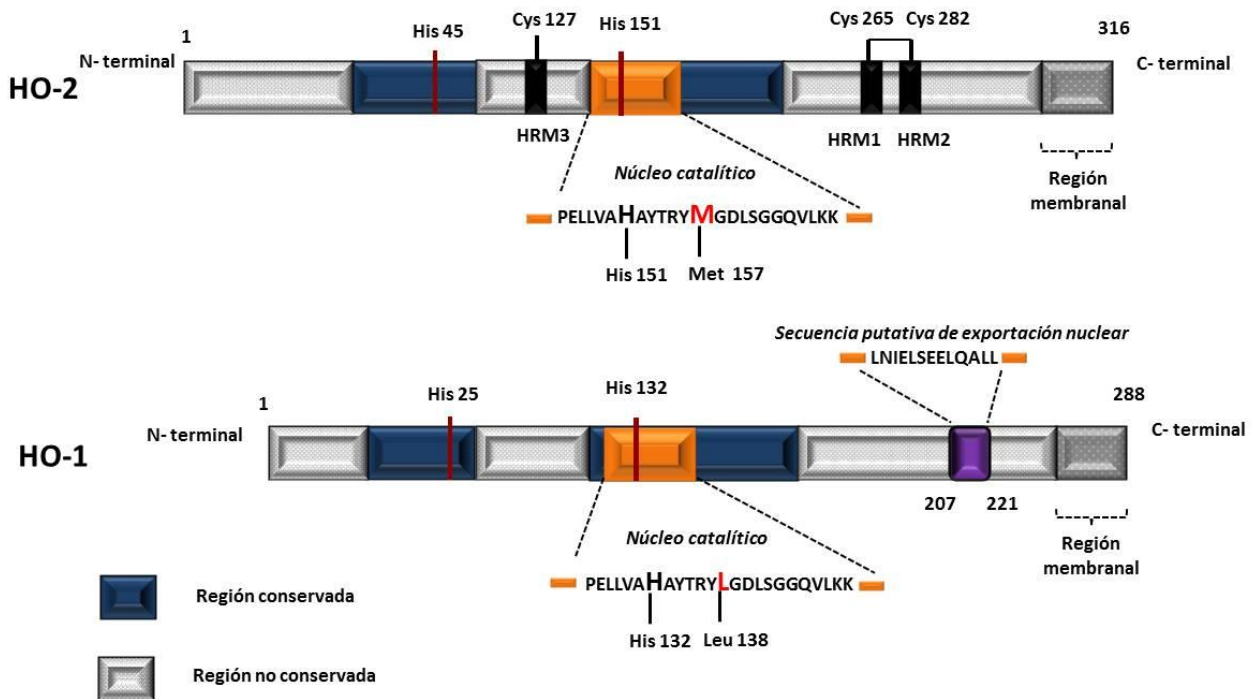 Cys 127
His 151
Cys 265
Cys 282
1
His 45
316
N- terminal
C- terminal
HO-2
HRM3
HRM1
HRM2
Núcleo catalítico
Región
membranal
PELLVAHAYTRYMGDLSGGQVLKK
His 151
Met 157
Secuencia putativa de exportación nuclear
LNIELSEELQALL
1
His 25
His 132
288
N- terminal
C- terminal
HO-1
207
221
Núcleo catalítico
Región
membranal
PELLVAHAYTRYLGDLSGGQVLKK
His 132
Leu 138
Región conservada
Región no conservada